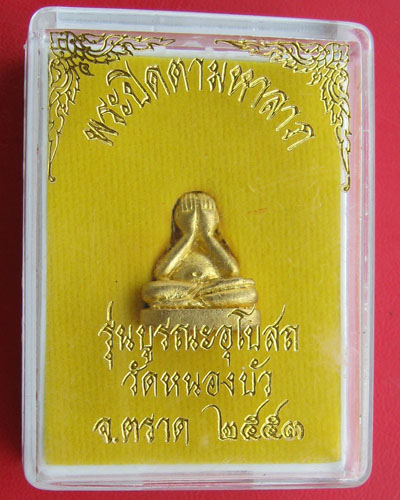 พระปิดตามหาลาภ
รุ่นบูรณะอุโบสถ
วัดหนองบัว
จ.ตราด ๒๕๕๓